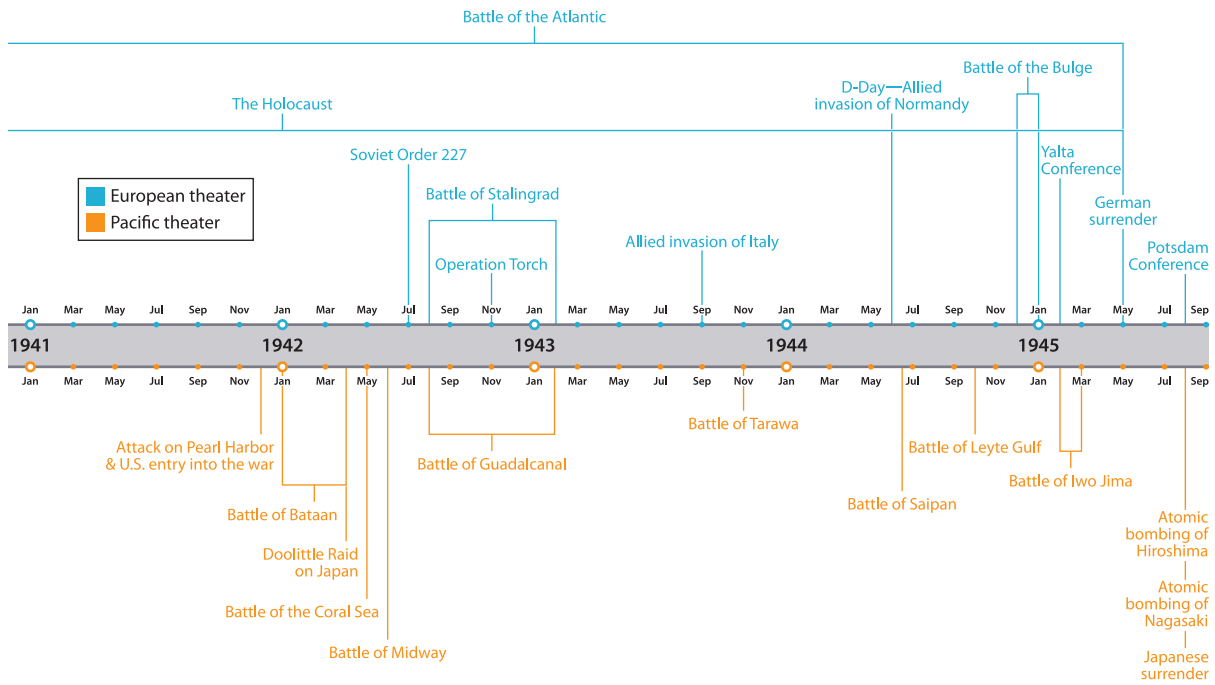 Battle of the Atlantic
Battle of the Bulge
D-Day—Allied
invasion of Normandy
The Holocaust
Soviet Order 227
Yalta
Conference
European theater
Pacific theater
Battle of Stalingrad
German
surrender
Allied invasion of Italy
Potsdam
Conference
Operation Torch
Jan Mar May Jul Sep Nov Jan Mar May Jul Sep Nov Jan Mar May Jul Sep Nov Jan Mar May Jul Sep Nov Jan Mar May Jul Sep
1941 1942 1943 1944 1945
Jan Mar May Jul Sep Nov Jan Mar May Jul Sep Nov Jan Mar May Jul Sep Nov Jan Mar May Jul Sep Nov Jan Mar May Jul Sep
Attack on Pearl Harbor
& U.S. entry into the war
Battle of Guadalcanal
Battle of Tarawa
Battle of Leyte Gulf
Battle of Iwo Jima
Battle of Saipan
Battle of Bataan
Doolittle Raid
on Japan
Battle of the Coral Sea
Battle of Midway
Atomic
bombing of
Hiroshima
Atomic
bombing of
Nagasaki
Japanese
surrender